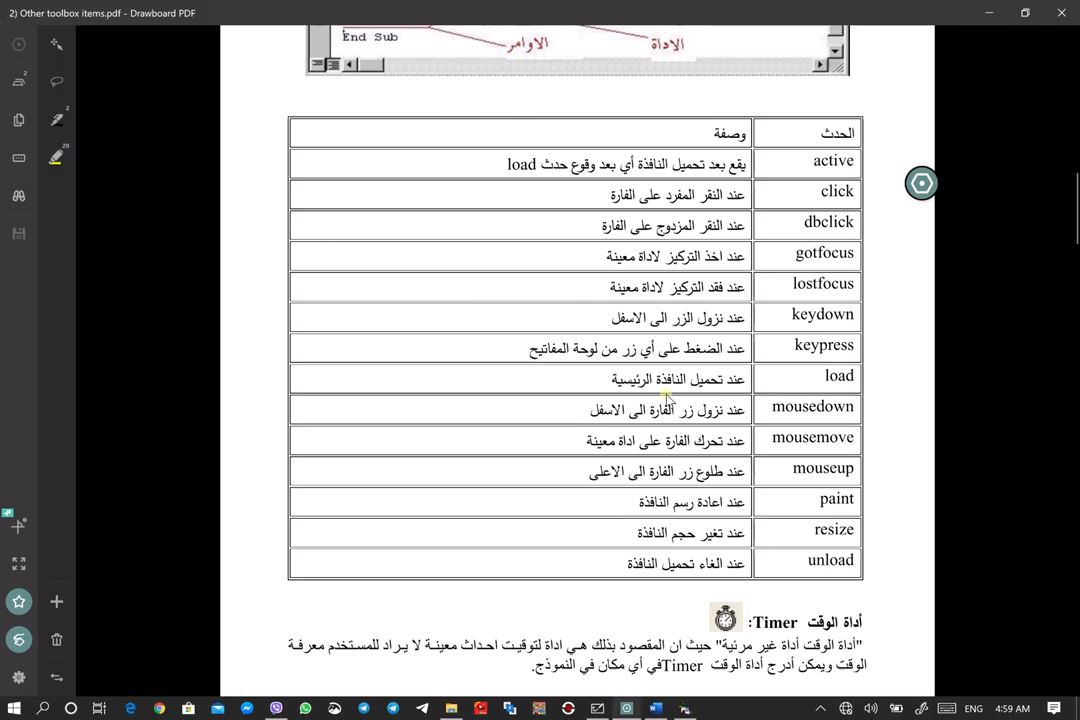 2) Other toolbox items.pdf - Drawboard PDF
End Sub
الاوامر
الاداة
الحدث وصفة
active يقع بعد تحميل النافذة أي بعد وقوع حدث load
click عند النقر المفرد على الفارة
dbclick عند النقر المزدوج على الفارة
gotfocus عند اخذ التركيز لاداة معينة
lostfocus عند فقد التركيز لاداة معينة
keydown عند نزول الزر الى الاسفل
keypress عند الضغط على أي زر من لوحة المفاتيح
load عند تحميل النافذة الرئيسية
mousedown عند نزول زر الفارة الى الاسفل
mousemove عند تحرك الفارة على اداة معينة
mouseup عند طلوع زر الفارة الى الاعلى
paint عند اعادة رسم النافذة
resize عند تغير حجم النافذة
unload عند الغاء تحميل النافذة
أداة الوقت Timer:
"أداة الوقت أداة غير مرئية" حيث ان المقصود بذلك هي اداة لتوقيت احداث معينة لا يراد للمستخدم معرفة
الوقت ويمكن أدرج أداة الوقت Timer في أي مكان في النموذج.
2
2
20
ENG 4:59 AM